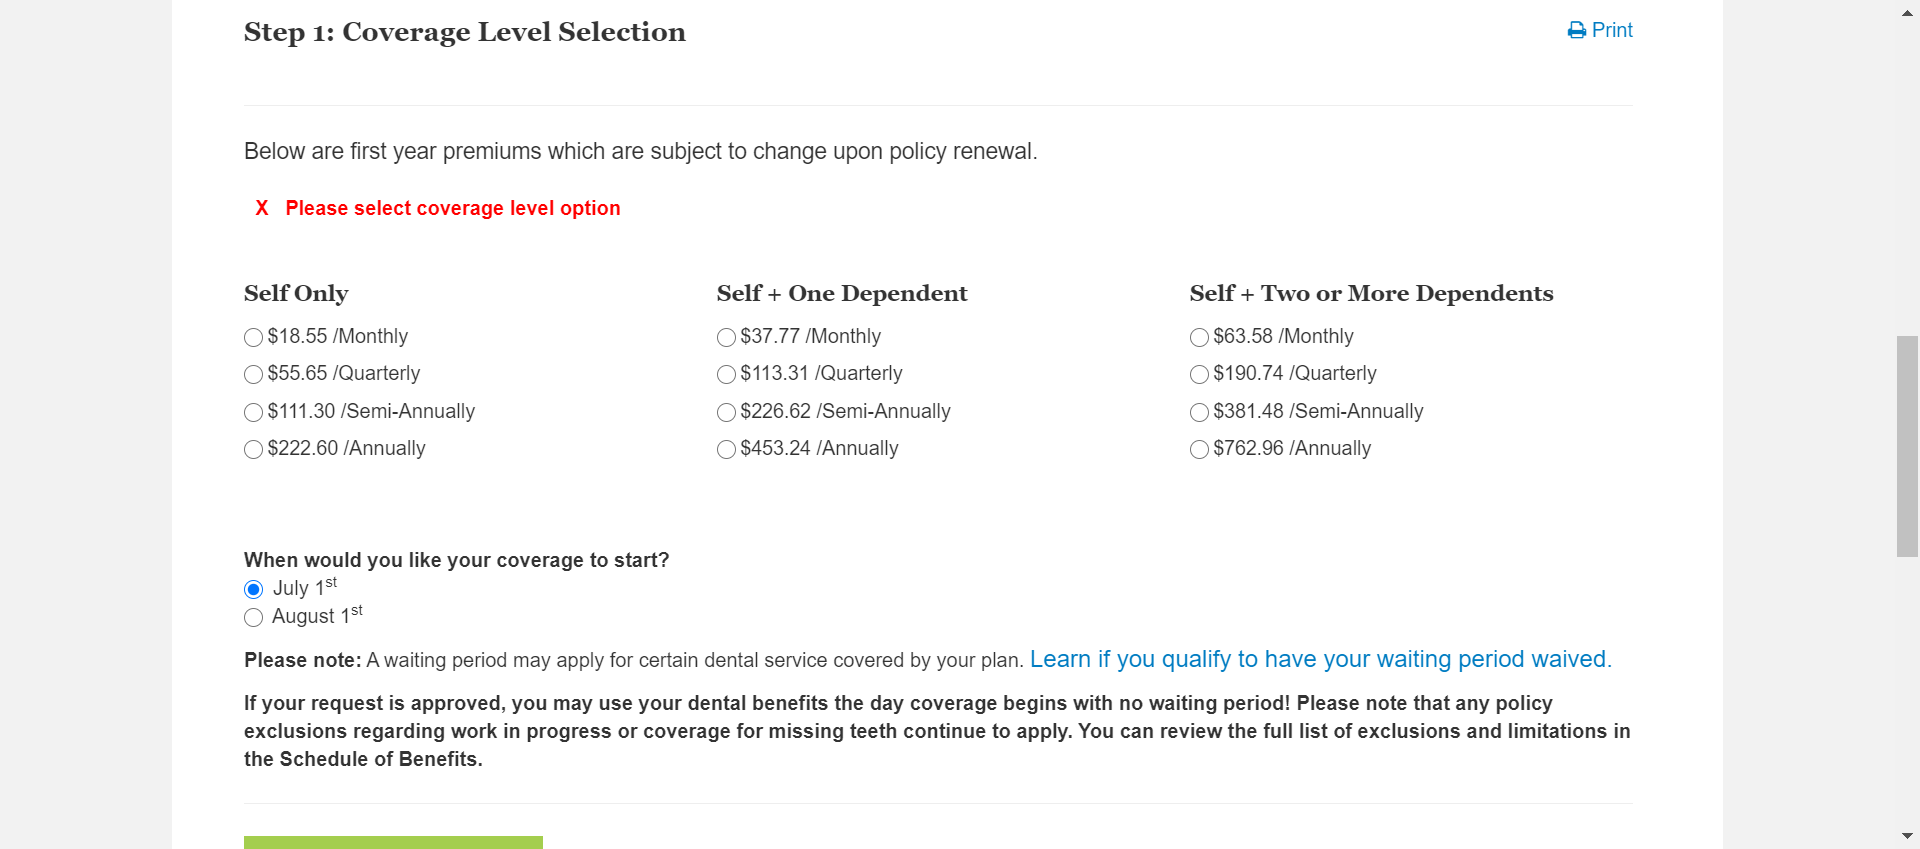 Step 1: Coverage Level Selection
Print
Below are first year premiums which are subject to change upon policy renewal.
X Please select coverage level option
Self Only
$18.55 /Monthly
$55.65 /Quarterly
$111.30 /Semi-Annually
$222.60 /Annually
Self + One Dependent
$37.77 /Monthly
$113.31 /Quarterly
$226.62 /Semi-Annually
$453.24 /Annually
Self + Two or More Dependents
$63.58 /Monthly
$190.74 /Quarterly
$381.48 /Semi-Annually
$762.96 /Annually
When would you like your coverage to start?
July 1st
August 1st
Please note: A waiting period may apply for certain dental service covered by your plan. Learn if you qualify to have your waiting period waived.
If your request is approved, you may use your dental benefits the day coverage begins with no waiting period! Please note that any policy
exclusions regarding work in progress or coverage for missing teeth continue to apply. You can review the full list of exclusions and limitations in
the Schedule of Benefits.